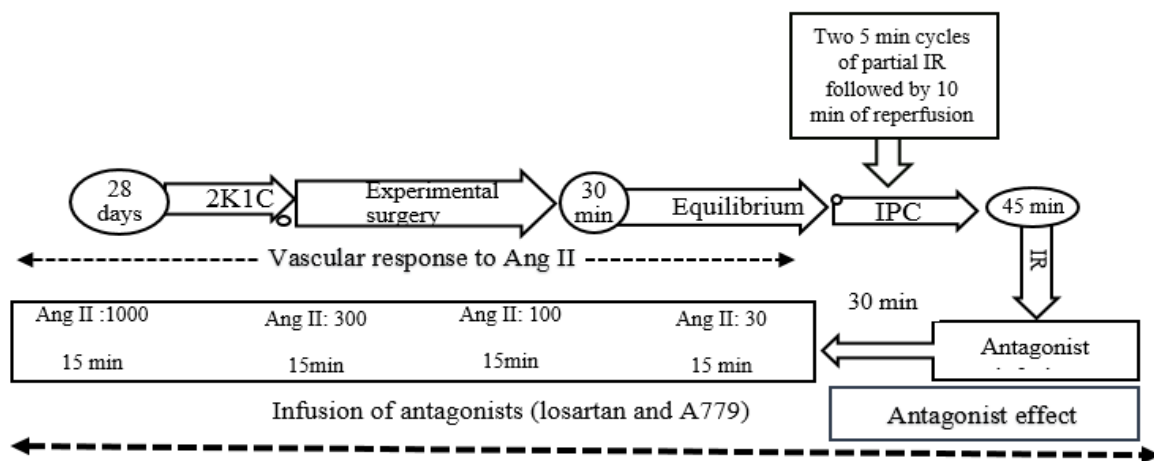 Two 5 min cycles
of partial IR
followed by 10
min of reperfusion
28
days
2K1C
Experimental
surgery
30
min
Equilibrium
IPC
45 min
IR
Vascular response to Ang II
30 min
Ang II :1000
15 min
Ang II: 300
15min
Ang II: 100
15min
Ang II: 30
15 min
Antagonist
Infusion of antagonists (losartan and A779)
Antagonist effect